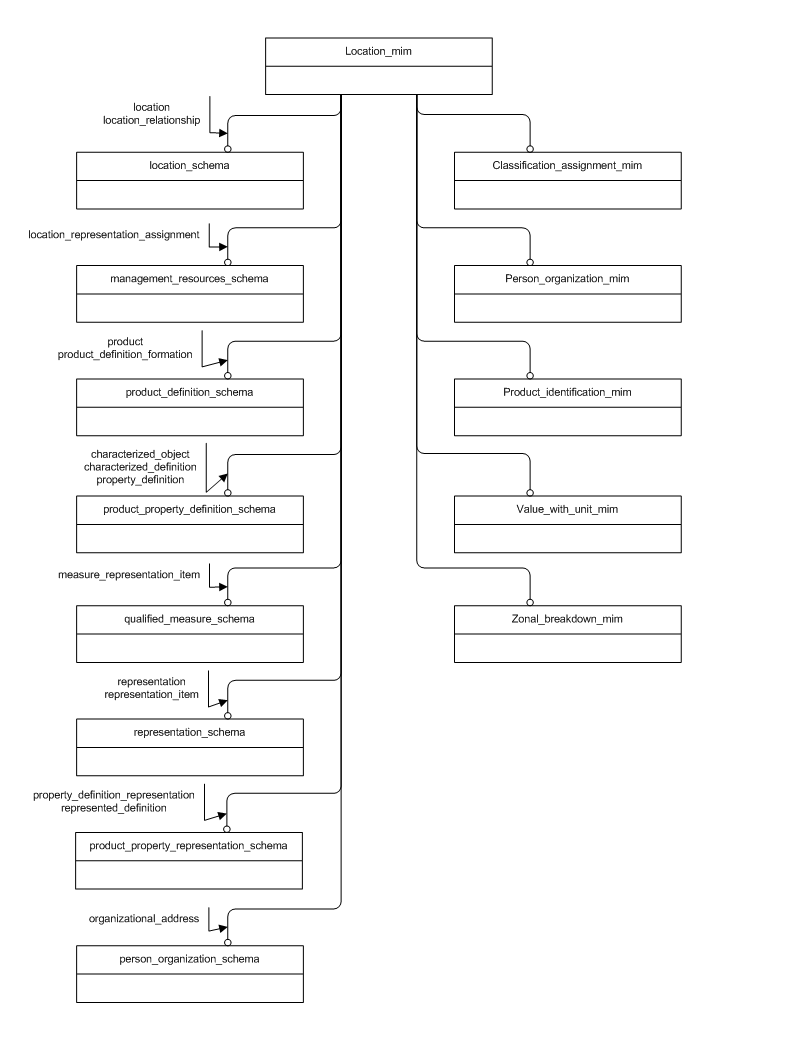 Location_mim
location
location_relationship
location_schema
Classification_assignment_mim
location_representation_assignment
management_resources_schema
Person_organization_mim
product
product_definition_formation
product_definition_schema
Product_identification_mim
characterized_object
characterized_definition
property_definition
product_property_definition_schema
Value_with_unit_mim
measure_representation_item
qualified_measure_schema
Zonal_breakdown_mim
representation
representation_item
representation_schema
property_definition_representation
represented_definition
product_property_representation_schema
organizational_address
person_organization_schema